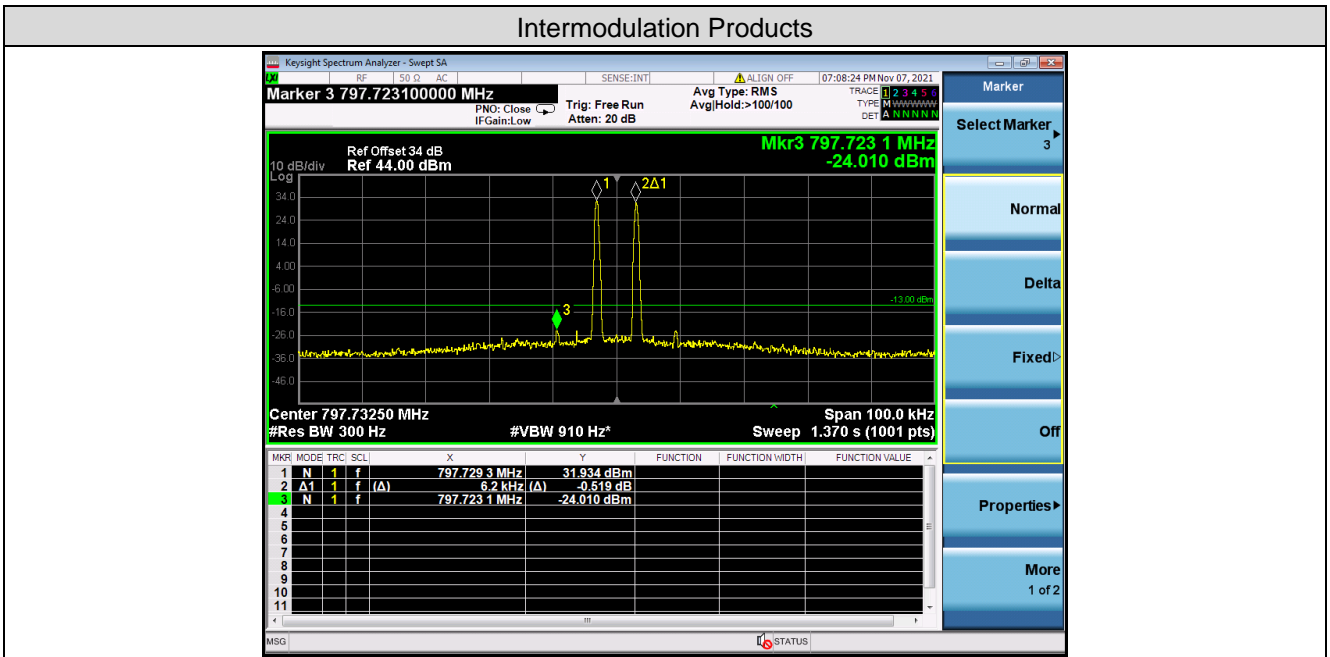 Intermodulation Products
Keysight Spectrum Analyzer - Swept SA
LXI RF 50 Ω AC SENSE:INT ALIGN OFF 07:08:24 PM Nov 07, 2021
Marker 3 797.723100000 MHz
PNO: Close
IFGain:Low
Trig: Free Run
Atten: 20 dB
Avg Type: RMS
Avg|Hold:>100/100
TRACE 1 2 3 4 5 6
TYPE M WWWWW
DET A N N N N N
Mkr3 797.723 1 MHz
-24.010 dBm
Ref Offset 34 dB
10 dB/div Ref 44.00 dBm
Log
34.0
24.0
14.0
4.00
-6.00
-16.0
-26.0
-36.0
-46.0
1
2Δ1
3
-13.00 dBm
Center 797.73250 MHz Span 100.0 kHz
#Res BW 300 Hz #VBW 910 Hz* Sweep 1.370 s (1001 pts)
MKR MODE TRC SCL X Y FUNCTION FUNCTION WIDTH FUNCTION VALUE
1 N 1 f 797.729 3 MHz 31.934 dBm
2 Δ1 1 f (Δ) 6.2 kHz (Δ) -0.519 dB
3 N 1 f 797.723 1 MHz -24.010 dBm
4
5
6
7
8
9
10
11
MSG STATUS
Marker
Select Marker
3
Normal
Delta
Fixed
Off
Properties
More
1 of 2